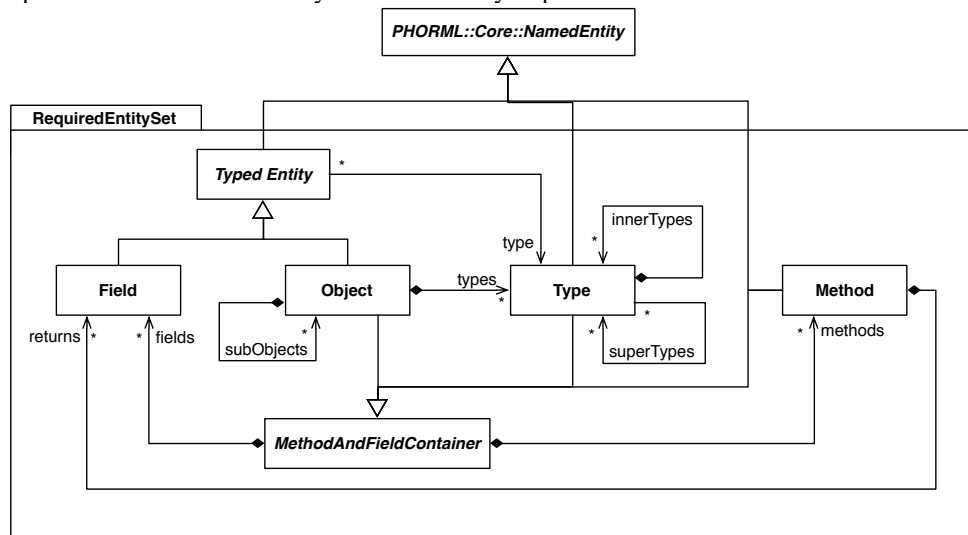 PHORML::Core::NamedEntity
RequiredEntitySet
Typed Entity
*
innerTypes
*
type
Field
Object
types
*
Type
Method
returns
*
*
fields
*
subObjects
*
*
superTypes
*
methods
MethodAndFieldContainer